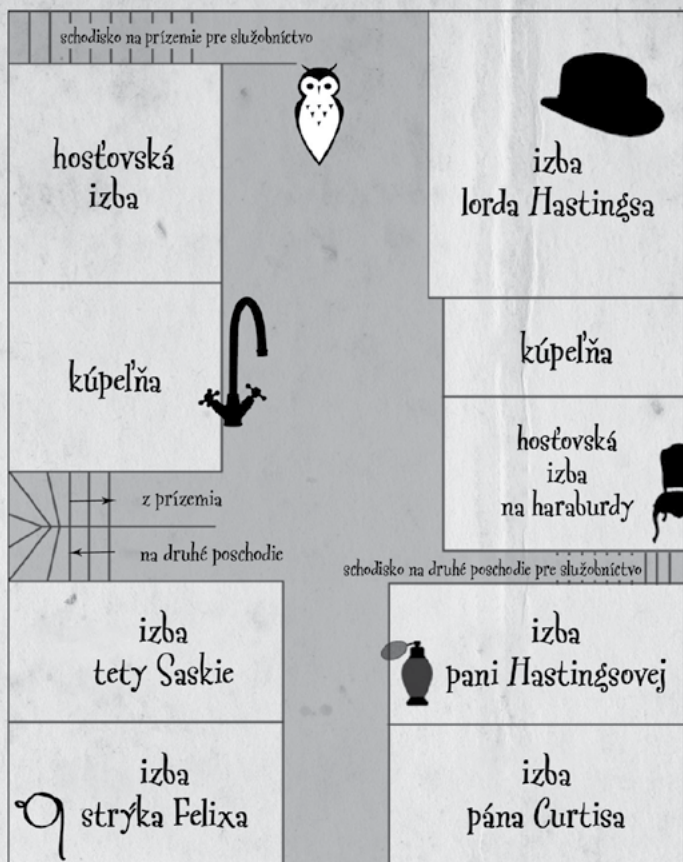 schodisko na prízemie pre služobníctvo
hosťovská
izba
izba
lorda Hastingsa
kúpeľňa
kúpeľňa
hosťovská
izba
na haraburdy
z prízemia
na druhé poschodie
schodisko na druhé poschodie pre služobníctvo
izba
tety Saskie
izba
pani Hastingsovej
izba
strýka Felixa
izba
pána Curtisa